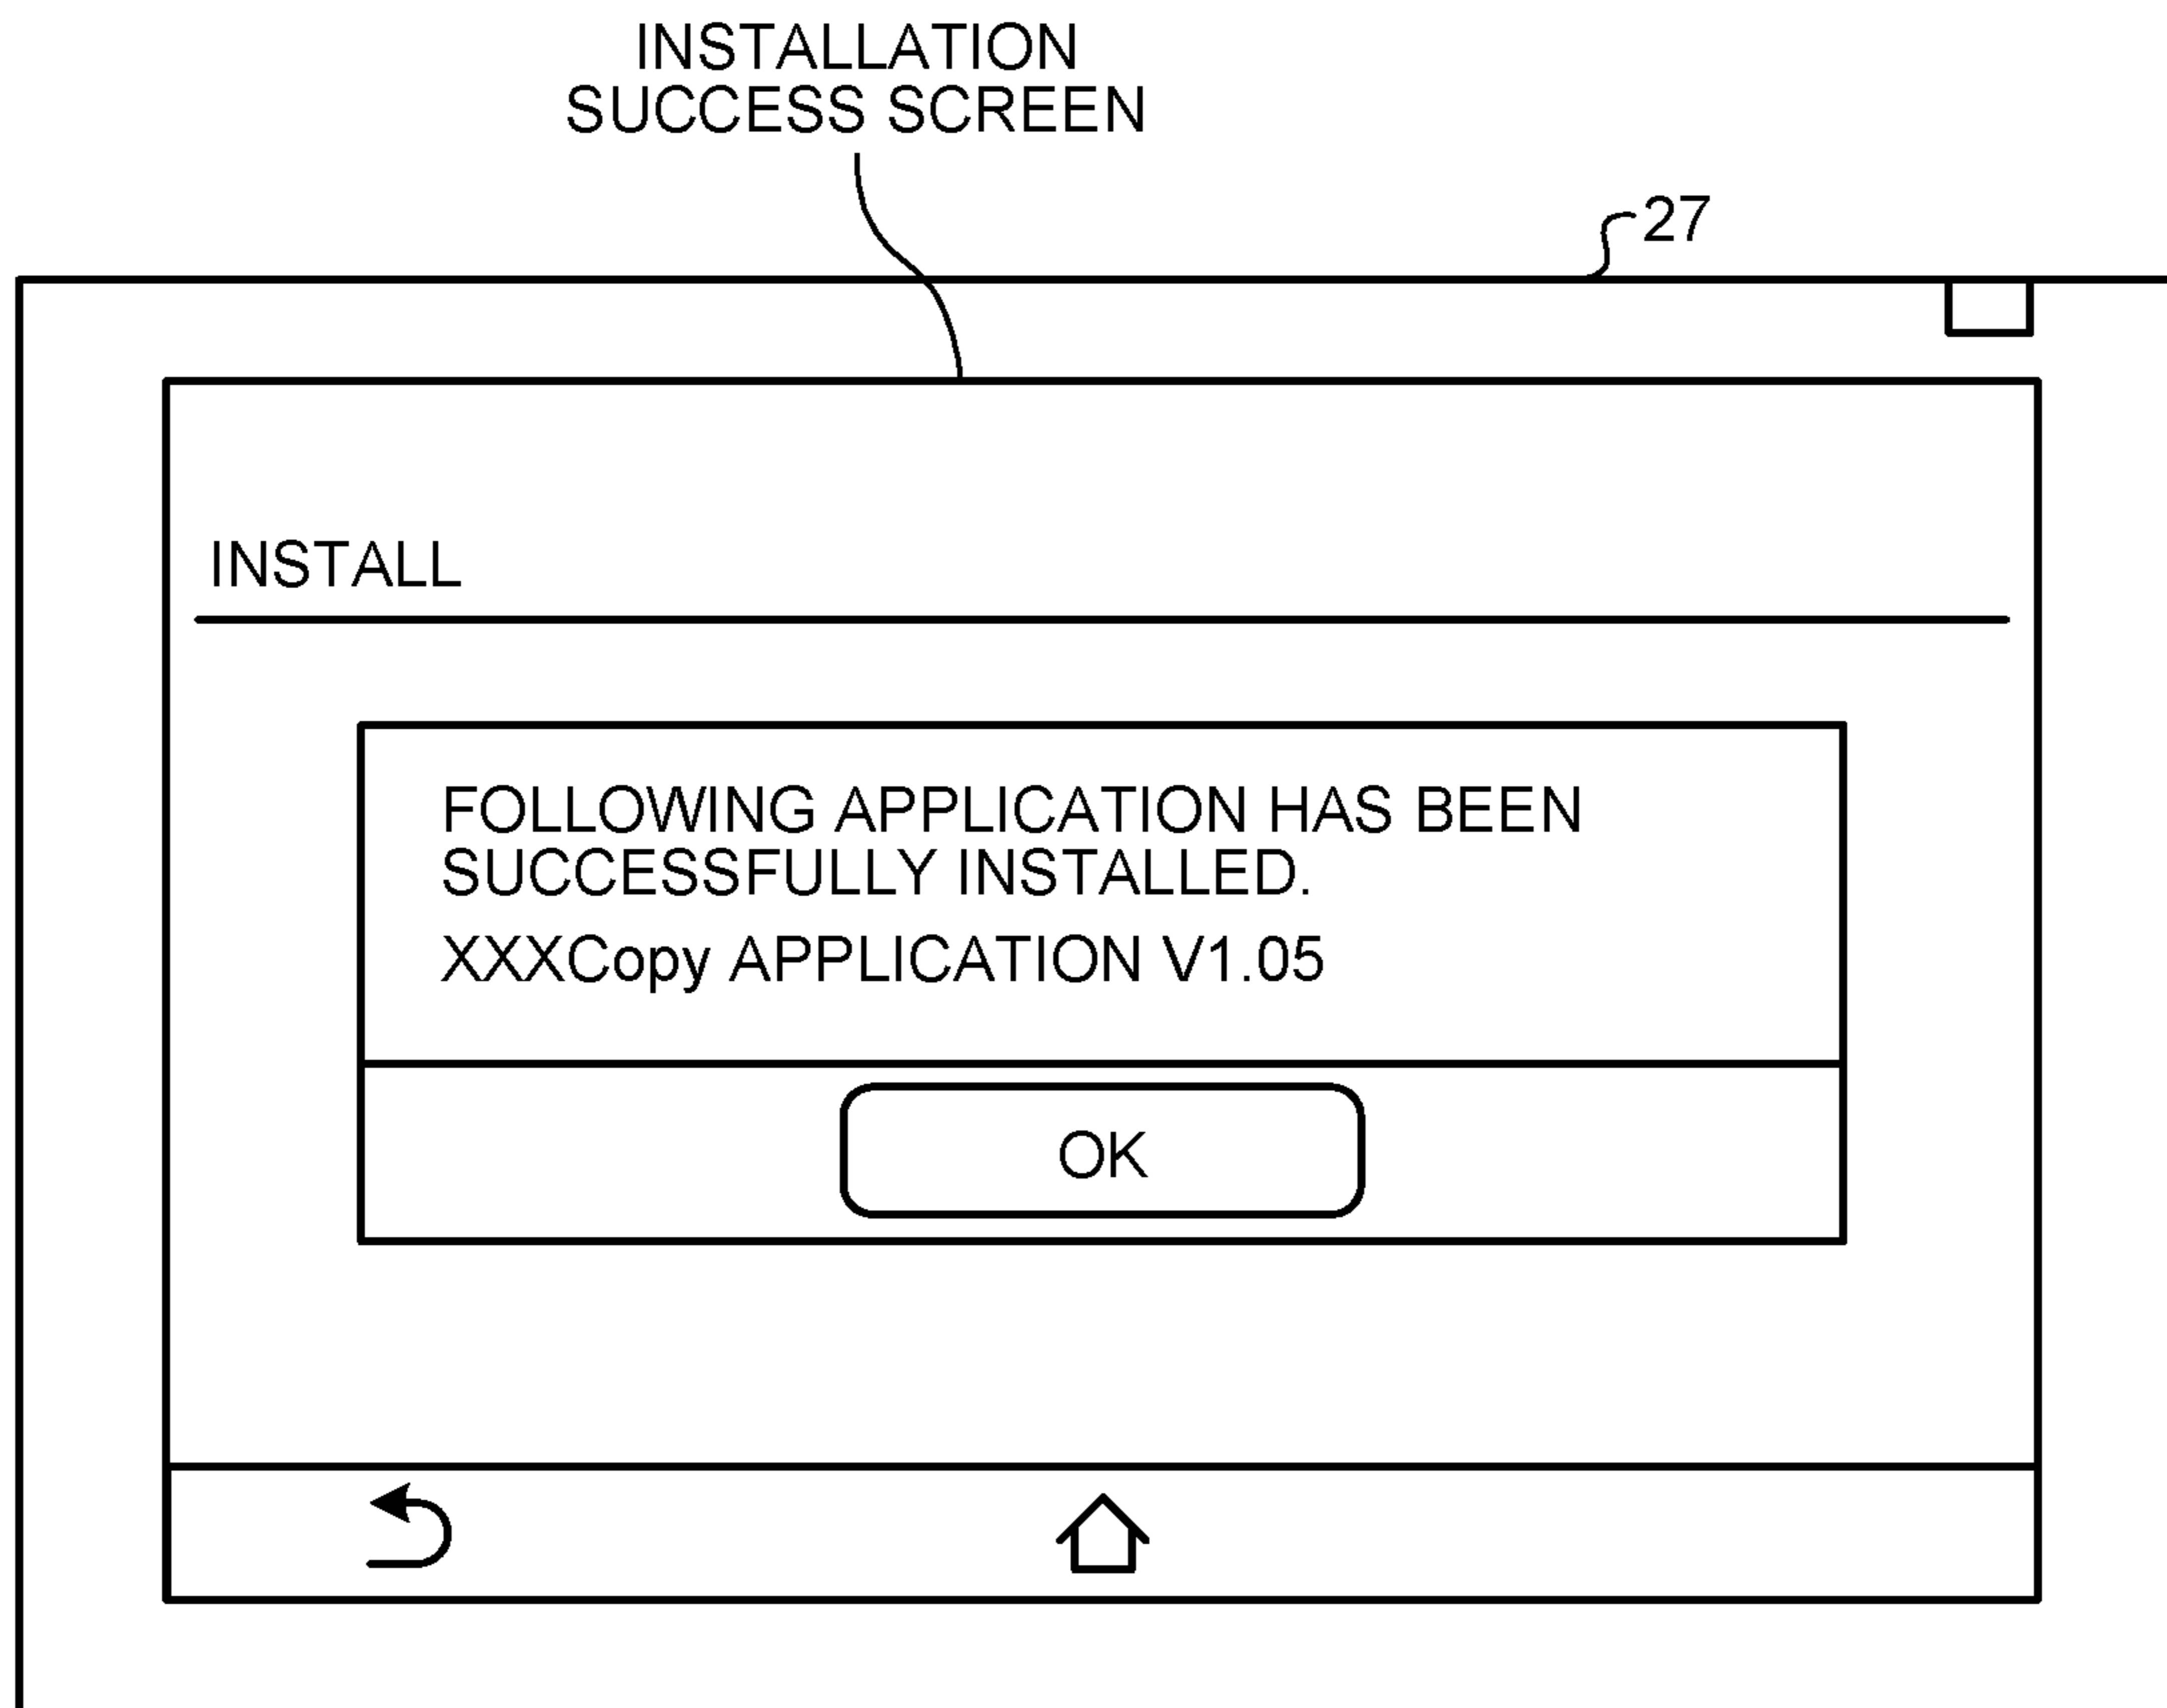 INSTALLATION
SUCCESS SCREEN
27
INSTALL
FOLLOWING APPLICATION HAS BEEN
SUCCESSFULLY INSTALLED.
XXXCopy APPLICATION V1.05
OK